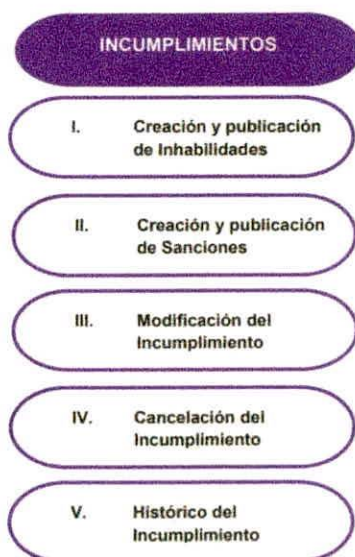 INCUMPLIMIENTOS
I. Creación y publicación
de Inhabilidades
II. Creación y publicación
de Sanciones
III. Modificación del
Incumplimiento
IV. Cancelación del
Incumplimiento
V. Histórico del
Incumplimiento